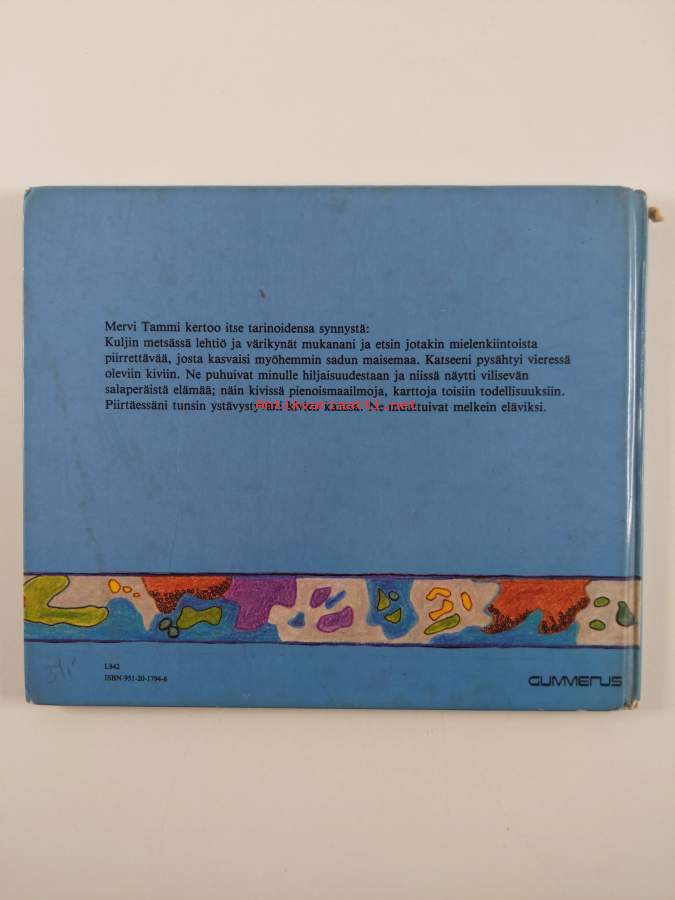 Mervi Tammi kertoo itse tarinoidensa synnystä:
Kuljin metsässä lehtiö ja värikynät mukanani ja etsin jotakin mielenkiintoista
piirrettävää, josta kasvaisi myöhemmin sadun maisemaa. Katseeni pysähtyi vieressä
oleviin kiviin. Ne puhuivat minulle hiljaisuudestaan ja niissä näytti vilisevän
salaperäistä elämää; näin kivissä pienoismaailmoja, karttoja toisiin todellisuuksiin.
Piirtäessäni tunsin ystävystyväni kivien kanssa. Ne muuttuivat melkein eläviksi.
L842
ISBN 951-20-1794-6
GUMMERUS